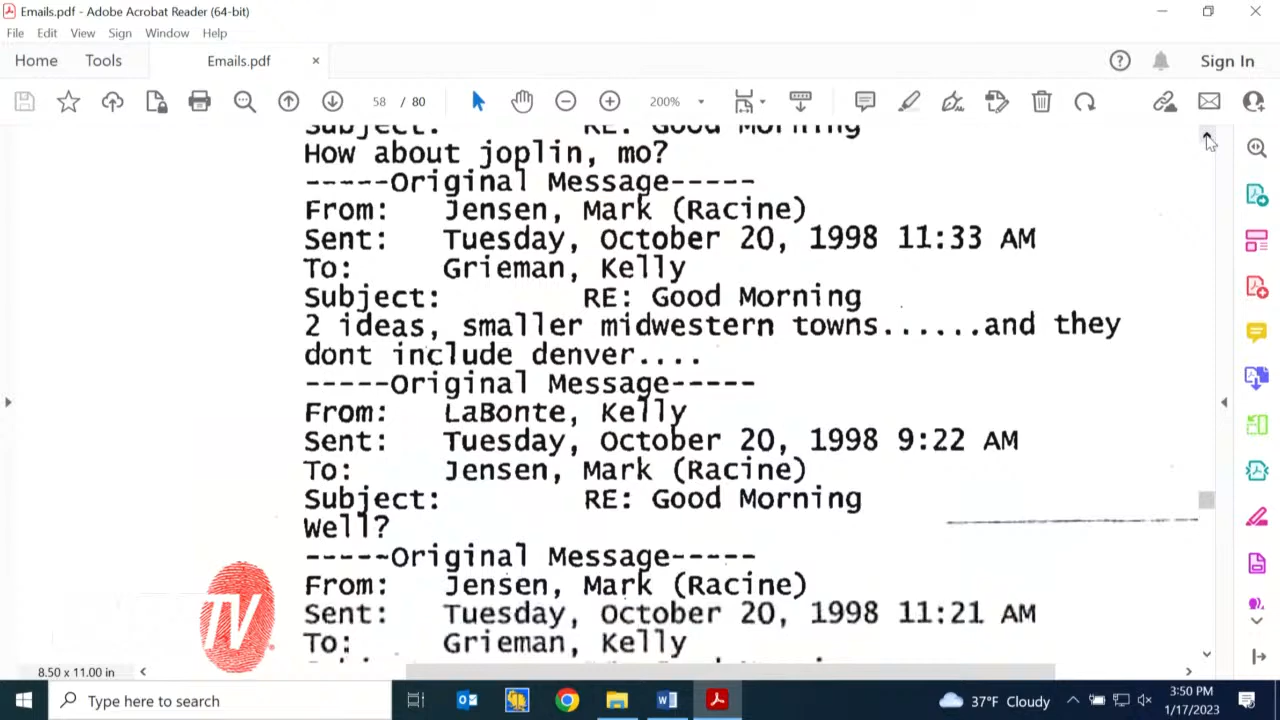 Emails.pdf - Adobe Acrobat Reader (64-bit)
File Edit View Sign Window Help
Home Tools Emails.pdf × Sign In
58 / 80 200%
Subject: RE: Good Morning
How about joplin, mo?
-----Original Message-----
From: Jensen, Mark (Racine)
Sent: Tuesday, October 20, 1998 11:33 AM
To: Grieman, Kelly
Subject: RE: Good Morning
2 ideas, smaller midwestern towns......and they
dont include denver....
-----Original Message-----
From: LaBonte, Kelly
Sent: Tuesday, October 20, 1998 9:22 AM
To: Jensen, Mark (Racine)
Subject: RE: Good Morning
Well?
-----Original Message-----
From: Jensen, Mark (Racine)
Sent: Tuesday, October 20, 1998 11:21 AM
To: Grieman, Kelly
TV
8.50 x 11.00 in
Type here to search
37°F Cloudy
3:50 PM
1/17/2023